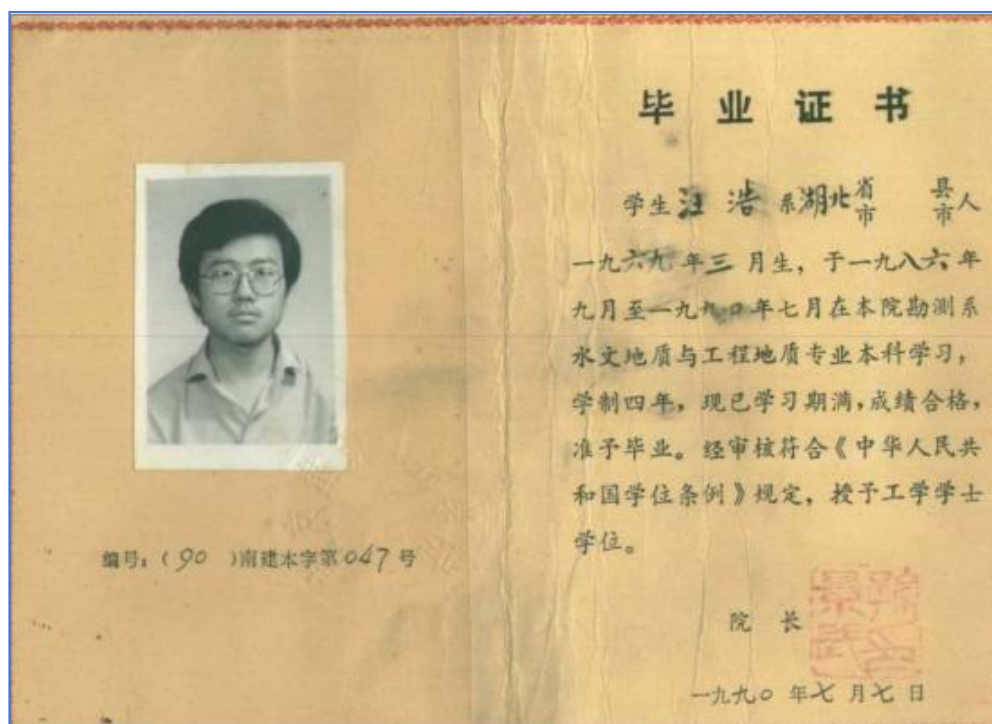 编号：（90 ）南建本字第047号
毕业证书
学生汪浩系湖北省市 县市人
一九六九年三月生，于一九八六年
九月至一九九〇年七月在本院勘测系
水文地质与工程地质专业本科学习，
学制四年，现已学习期满，成绩合格，
准予毕业。经审核符合《中华人民共
和国学位条例》规定，授予工学学士
学位。
院长
一九九〇年七月七日